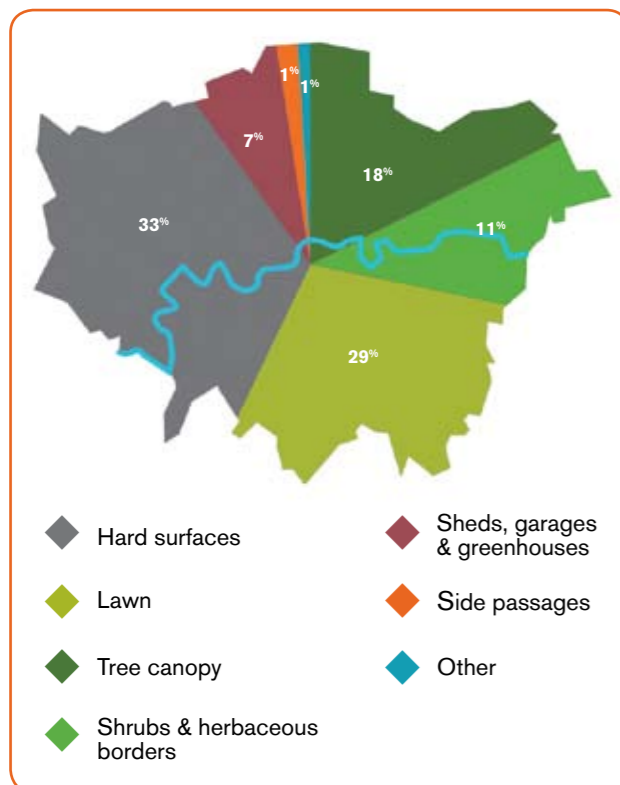 1%
1%
7%
18%
33%
11%
29%
Hard surfaces
Sheds, garages
& greenhouses
Lawn
Side passages
Tree canopy
Other
Shrubs & herbaceous
borders